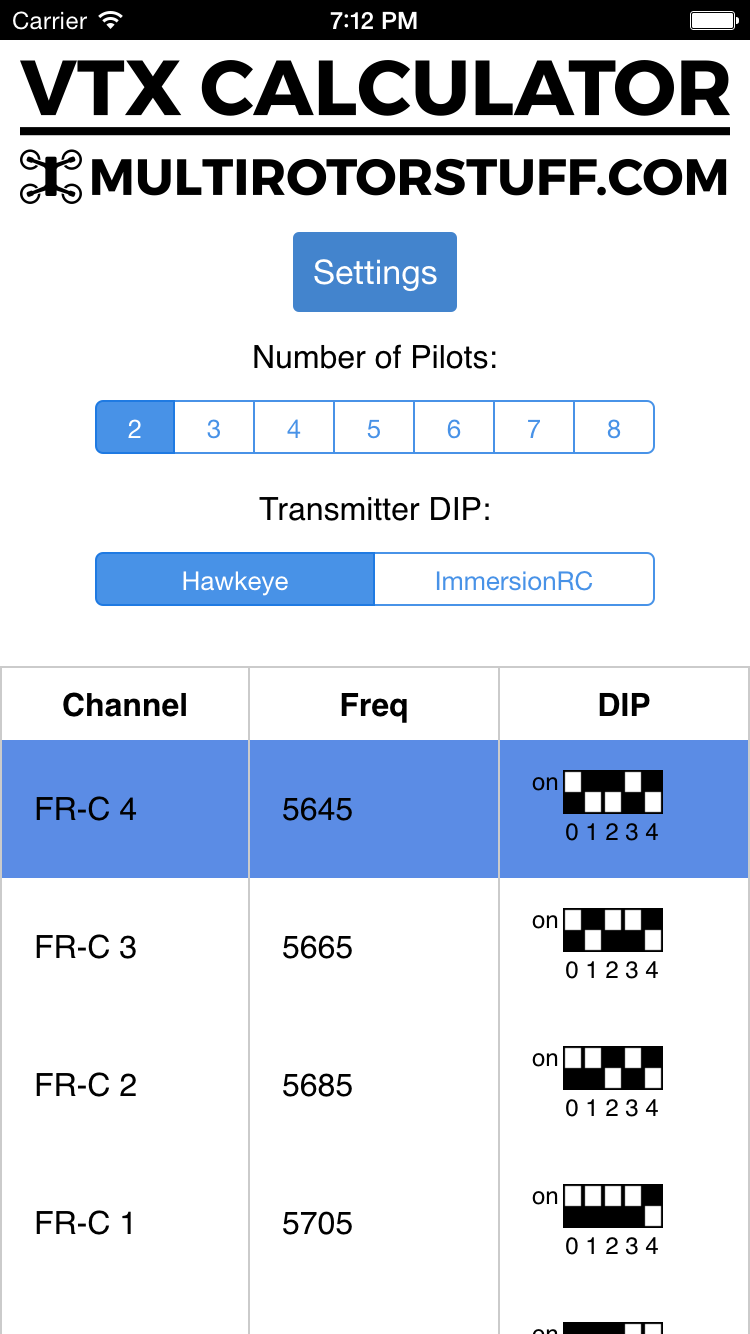 Carrier 7:12 PM
VTX CALCULATOR
MULTIROTORSTUFF.COM
Settings
Number of Pilots:
2 3 4 5 6 7 8
Transmitter DIP:
Hawkeye ImmersionRC
Channel Freq DIP
FR-C 4 5645 on
0 1 2 3 4
FR-C 3 5665 on
0 1 2 3 4
FR-C 2 5685 on
0 1 2 3 4
FR-C 1 5705 on
0 1 2 3 4
on